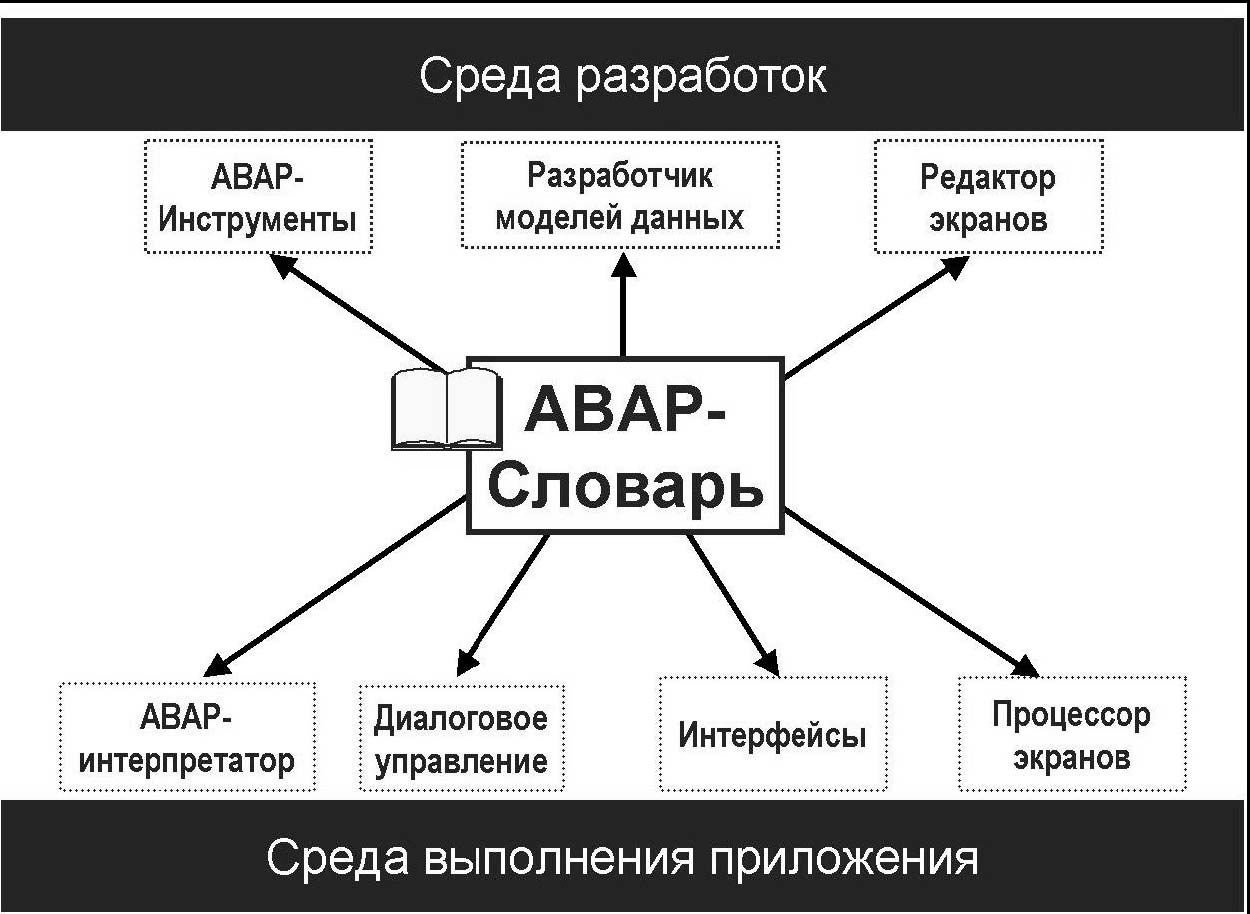 Среда разработок
ABAP-
Инструменты
Разработчик
моделей данных
Редактор
экранов
ABAP-
Словарь
ABAP-
интерпретатор
Диалоговое
управление
Интерфейсы
Процессор
экранов
Среда выполнения приложения